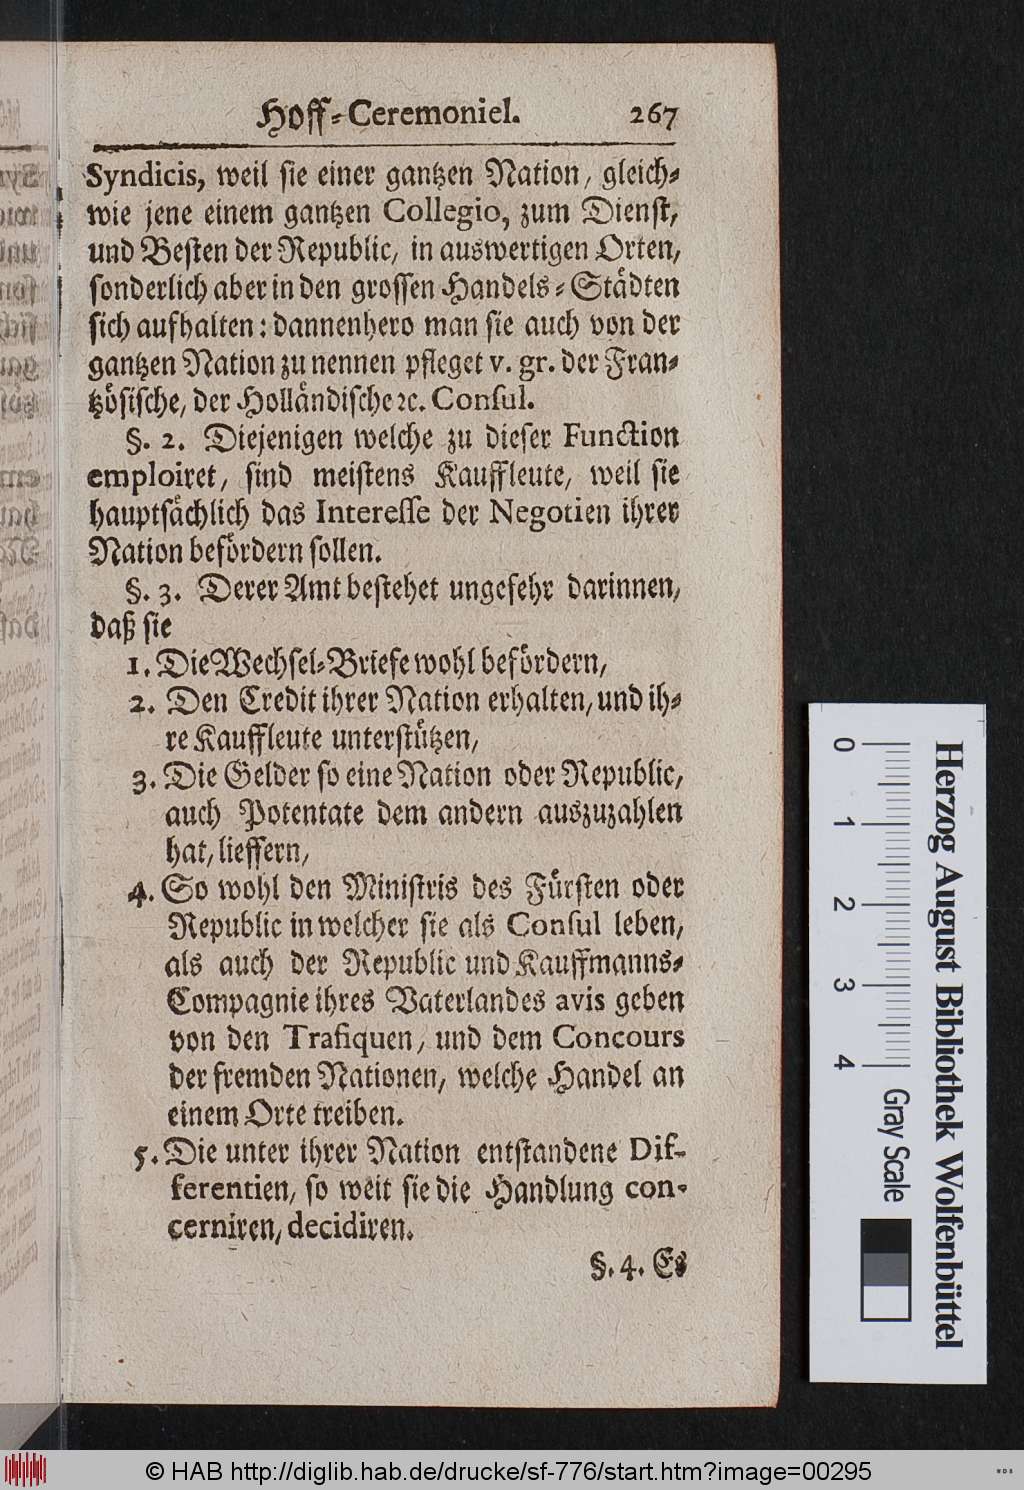 Hoff-Ceremoniel. 267
Syndicis, weil sie einer gantzen Nation, gleich-
wie jene einem gantzen Collegio, zum Dienst,
und Besten der Republic, in auswertigen Orten,
sonderlich aber in den grossen Handels-Städten
sich aufhalten: dannenhero man sie auch von der
gantzen Nation zu nennen pfleget v. gr. der Fran-
tzösische, der Holländische ꝛc. Consul.
§. 2. Diejenigen welche zu dieser Function
emploiret, sind meistens Kauffleute, weil sie
hauptsächlich das Interesse der Negotien ihrer
Nation befördern sollen.
§. 3. Derer Amt bestehet ungefehr darinnen,
daß sie
1. Die Wechsel-Briefe wohl befördern,
2. Den Credit ihrer Nation erhalten, und ih-
re Kauffleute unterstützen,
3. Die Gelder so eine Nation oder Republic,
auch Potentate dem andern auszuzahlen
hat, lieffern,
4. So wohl den Ministris des Fürsten oder
Republic in welcher sie als Consul leben,
als auch der Republic und Kauffmanns-
Compagnie ihres Vaterlandes avis geben
von den Trafiquen, und dem Concours
der fremden Nationen, welche Handel an
einem Orte treiben.
5. Die unter ihrer Nation entstandene Dif-
ferentien, so weit sie die Handlung con-
cerniren, decidiren.
§. 4. Es
0 1 2 3 4 Gray Scale
Herzog August Bibliothek Wolfenbüttel
© HAB http://diglib.hab.de/drucke/sf-776/start.htm?image=00295